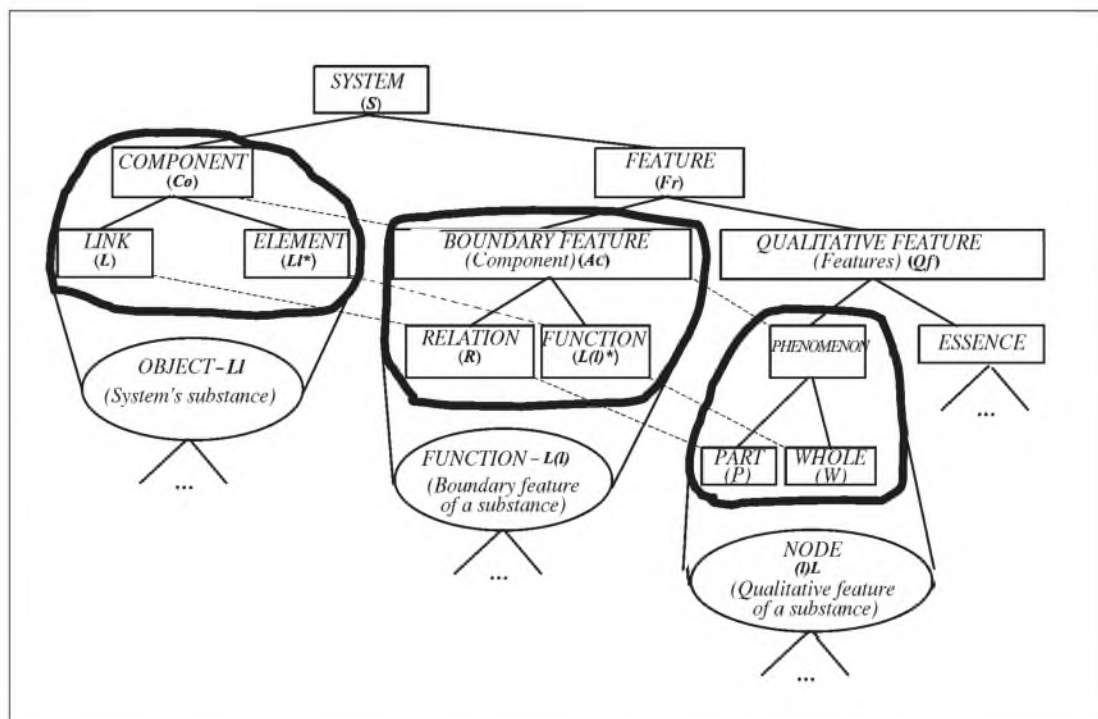 SYSTEM
(S)
COMPONENT
(Co)
FEATURE
(Fr)
LINK
(L)
ELEMENT
(Ll*)
BOUNDARY FEATURE
(Component) (Ac)
QUALITATIVE FEATURE
(Features) (Qf)
RELATION
(R)
FUNCTION
(L(l)*)
PHENOMENON
ESSENCE
OBJECT – Ll
(System's substance)
...
...
PART
(P)
WHOLE
(W)
FUNCTION – L(l)
(Boundary feature
of a substance)
...
NODE
(l)L
(Qualitative feature
of a substance)
...